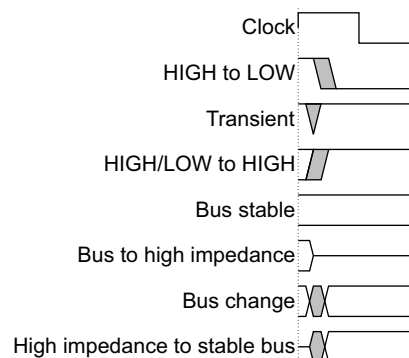 Clock
HIGH to LOW
Transient
HIGH/LOW to HIGH
Bus stable
Bus to high impedance
Bus change
High impedance to stable bus